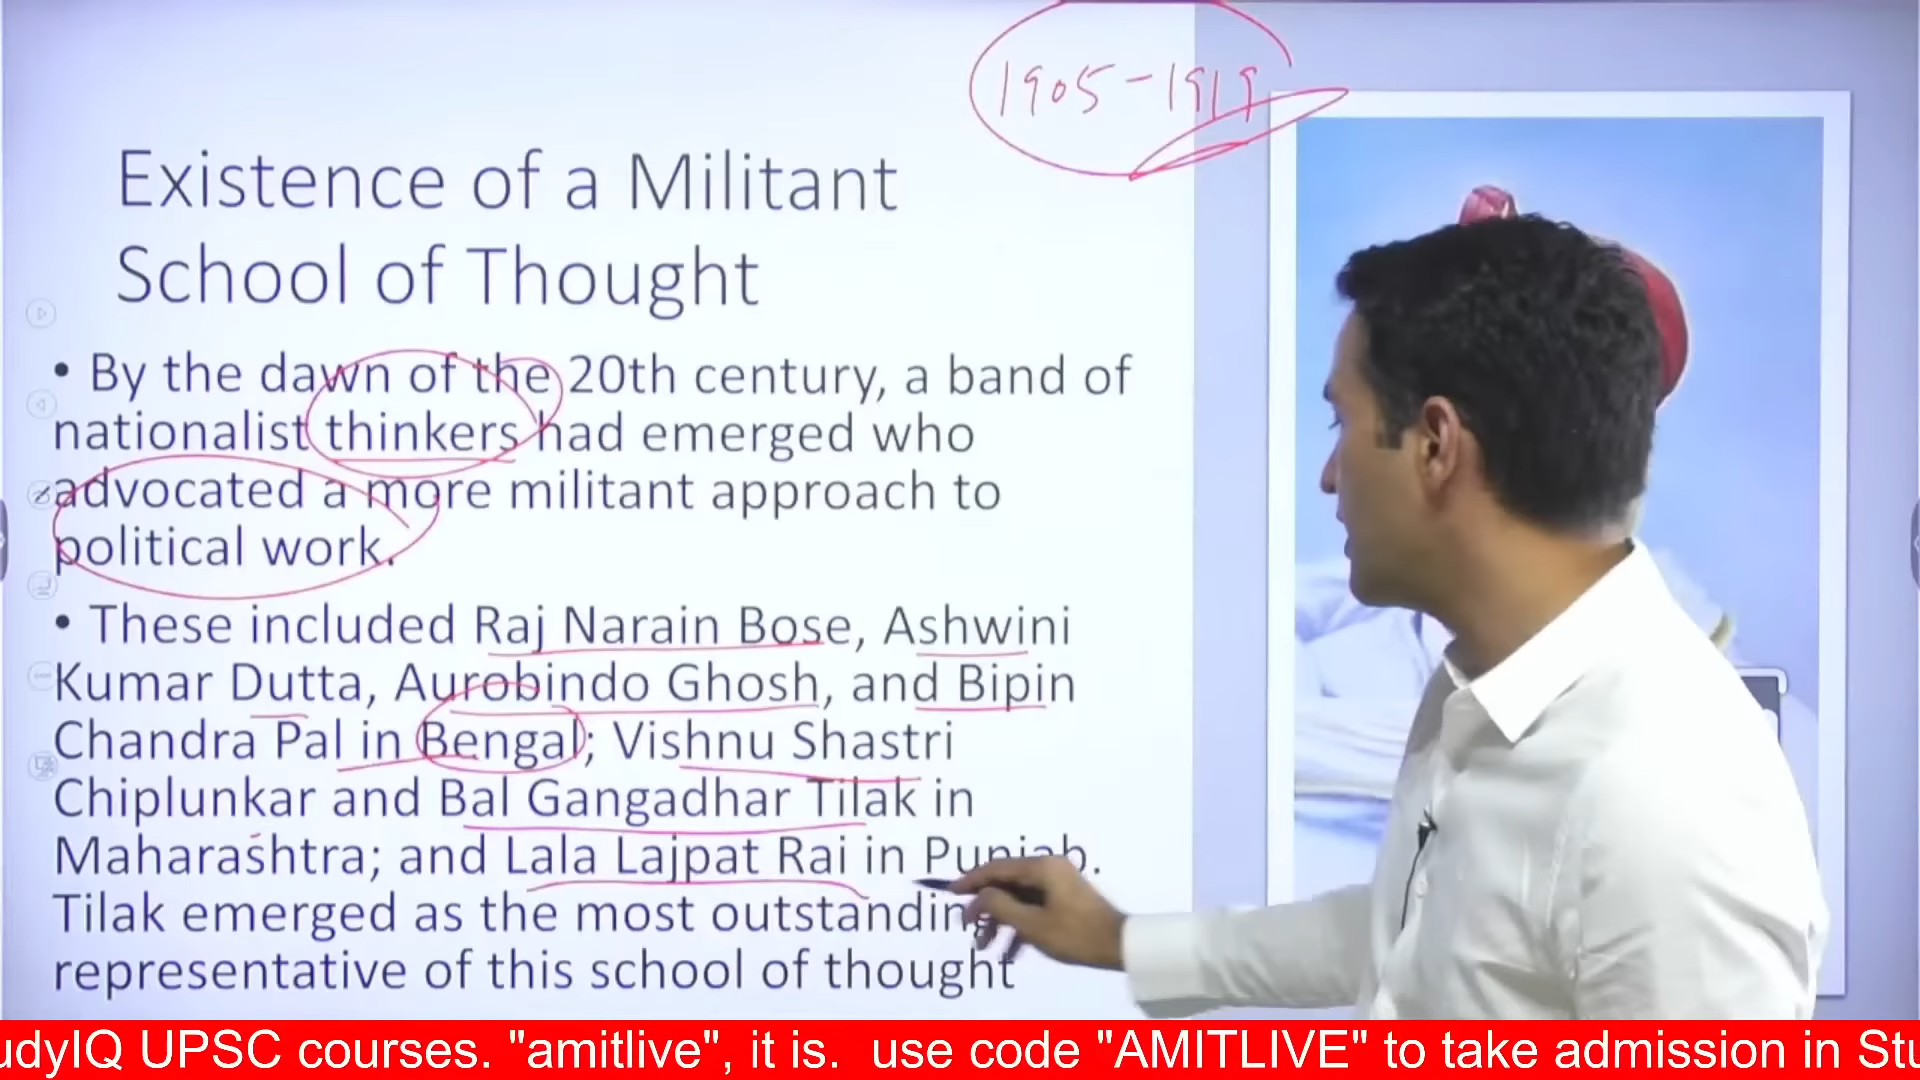 1905-1919
Existence of a Militant
School of Thought
• By the dawn of the 20th century, a band of
nationalist thinkers had emerged who
advocated a more militant approach to
political work.
• These included Raj Narain Bose, Ashwini
Kumar Dutta, Aurobindo Ghosh, and Bipin
Chandra Pal in Bengal; Vishnu Shastri
Chiplunkar and Bal Gangadhar Tilak in
Maharashtra; and Lala Lajpat Rai in Punjab.
Tilak emerged as the most outstanding
representative of this school of thought
udyIQ UPSC courses. "amitlive", it is. use code "AMITLIVE" to take admission in Stu